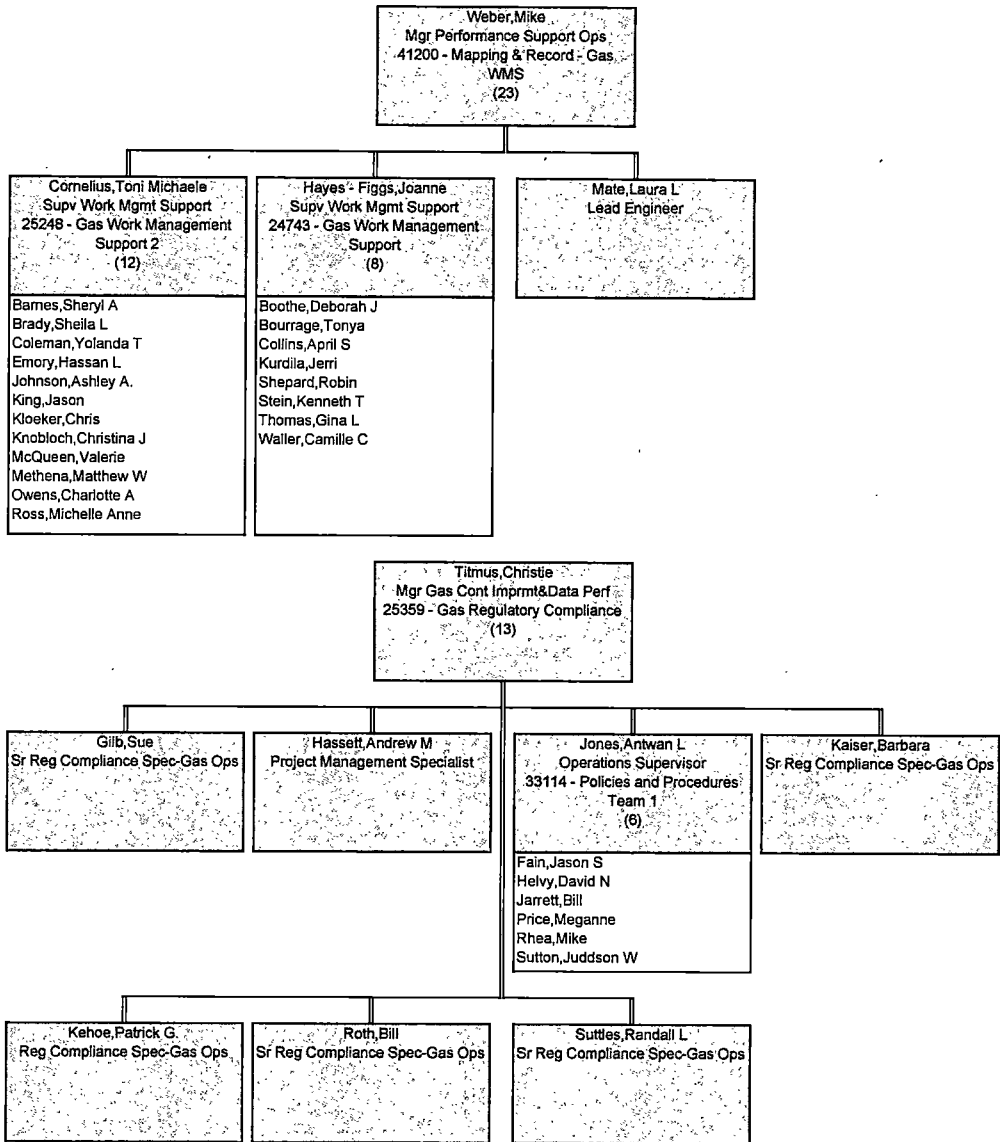 Weber,Mike
Mgr Performance Support Ops
41200 - Mapping & Record - Gas
WMS
(23)
Cornelius,Toni Michaele
Supv Work Mgmt Support
25248 - Gas Work Management
Support 2
(12)
Barnes,Sheryl A
Brady,Sheila L
Coleman,Yolanda T
Emory,Hassan L
Johnson,Ashley A.
King,Jason
Kloeker,Chris
Knobloch,Christina J
McQueen,Valerie
Methena,Matthew W
Owens,Charlotte A
Ross,Michelle Anne
Hayes - Figgs,Joanne
Supv Work Mgmt Support
24743 - Gas Work Management
Support
(8)
Boothe,Deborah J
Bourrage,Tonya
Collins,April S
Kurdila,Jerri
Shepard,Robin
Stein,Kenneth T
Thomas,Gina L
Waller,Camille C
Mate,Laura L
Lead Engineer
Titmus,Christie
Mgr Gas Cont Imprmt&Data Perf
25359 - Gas Regulatory Compliance
(13)
Gilb,Sue
Sr Reg Compliance Spec-Gas Ops
Hassett,Andrew M
Project Management Specialist
Jones,Antwan L
Operations Supervisor
33114 - Policies and Procedures
Team 1
(6)
Fain,Jason S
Helvy,David N
Jarrett,Bill
Price,Meganne
Rhea,Mike
Sutton,Juddson W
Kaiser,Barbara
Sr Reg Compliance Spec-Gas Ops
Kehoe,Patrick G.
Reg Compliance Spec-Gas Ops
Roth,Bill
Sr Reg Compliance Spec-Gas Ops
Suttles,Randall L
Sr Reg Compliance Spec-Gas Ops